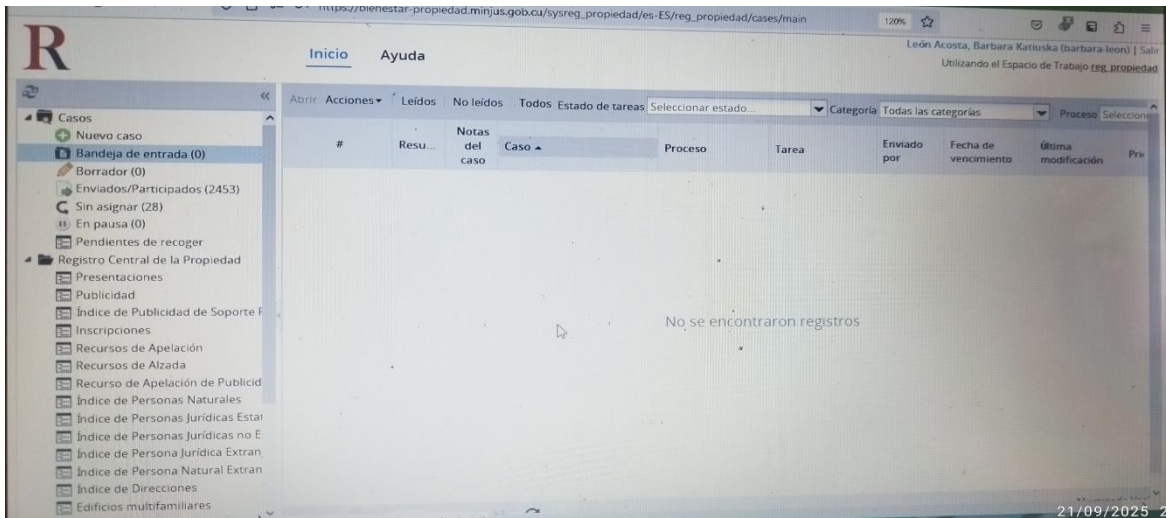 https://bienestar-propiedad.minjus.gob.cu/sysreg_propiedad/es-ES/reg_propiedad/cases/main
120%
R
Inicio Ayuda
León Acosta, Barbara Katiuska (barbara-leon) | Salir
Utilizando el Espacio de Trabajo reg_propiedad
Abrir Acciones Leídos No leídos Todos Estado de tareas Seleccionar estado... Categoría Todas las categorías Proceso Seleccione
# Resu... Notas del caso Caso Proceso Tarea Enviado por Fecha de vencimiento Última modificación Pri
Casos
Nuevo caso
Bandeja de entrada (0)
Borrador (0)
Enviados/Participados (2453)
Sin asignar (28)
En pausa (0)
Pendientes de recoger
Registro Central de la Propiedad
Presentaciones
Publicidad
Índice de Publicidad de Soporte
Inscripciones
Recursos de Apelación
Recursos de Alzada
Recurso de Apelación de Publicid
Índice de Personas Naturales
Índice de Personas Jurídicas Estat
Índice de Personas Jurídicas no E
Índice de Persona Jurídica Extran
Índice de Persona Natural Extran
Índice de Direcciones
Edificios multifamiliares
No se encontraron registros
21/09/2025 2